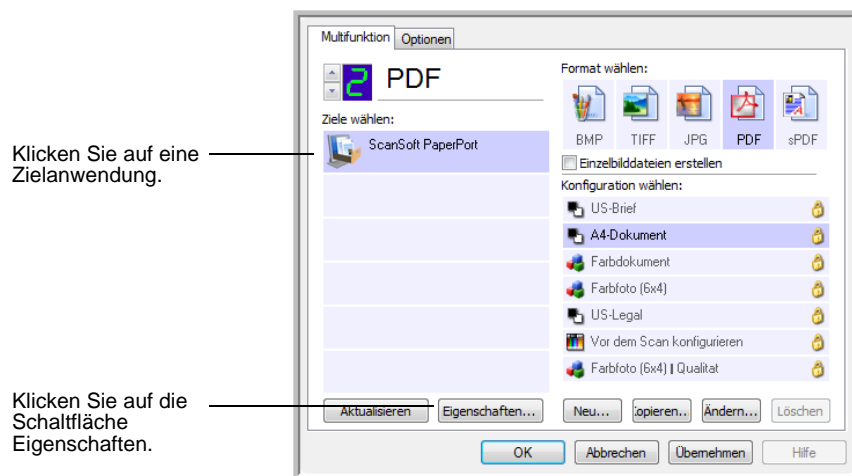 Multifunktion Optionen
2 PDF
Ziele wählen:
ScanSoft PaperPort
Format wählen:
BMP TIFF JPG PDF sPDF
Einzelbilddateien erstellen
Konfiguration wählen:
US-Brief
A4-Dokument
Farbdokument
Farbfoto (6x4)
US-Legal
Vor dem Scan konfigurieren
Farbfoto (6x4) | Qualitat
Klicken Sie auf eine
Zielanwendung.
Klicken Sie auf die
Schaltfläche
Eigenschaften.
Aktualisieren Eigenschaften... Neu... opieren.. Ändern... Löschen
OK Abbrechen Übernehmen Hilfe